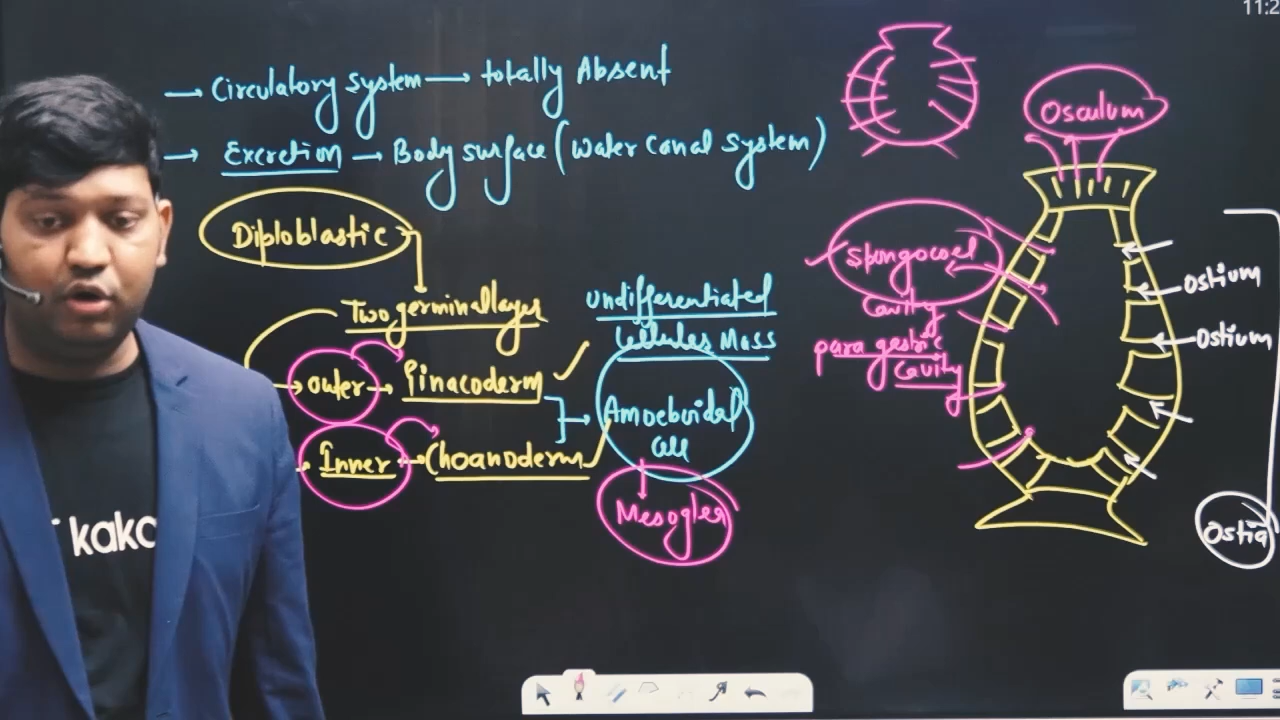 11:2
→ Circulatory system → totally Absent
→ Excretion → Body surface (water canal system)
Diploblastic
Two germinal layer
outer → Pinacoderm
Inner → Choanoderm
undifferentiated
Cellular Mass
Amoeboidal
Cell
Mesoglea
Osculum
Spongocoel
Cavity
para gastric
Cavity
Ostium
Ostium
Ostia
kako